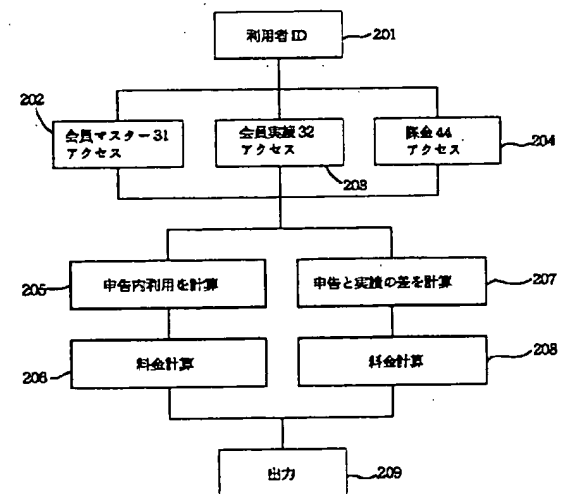 利用者ID
201
202
会員マスター31
アクセス
会員実績32
アクセス
203
課金44
アクセス
204
205
申告内利用を計算
申告と実績の差を計算
207
206
料金計算
料金計算
208
出力
209